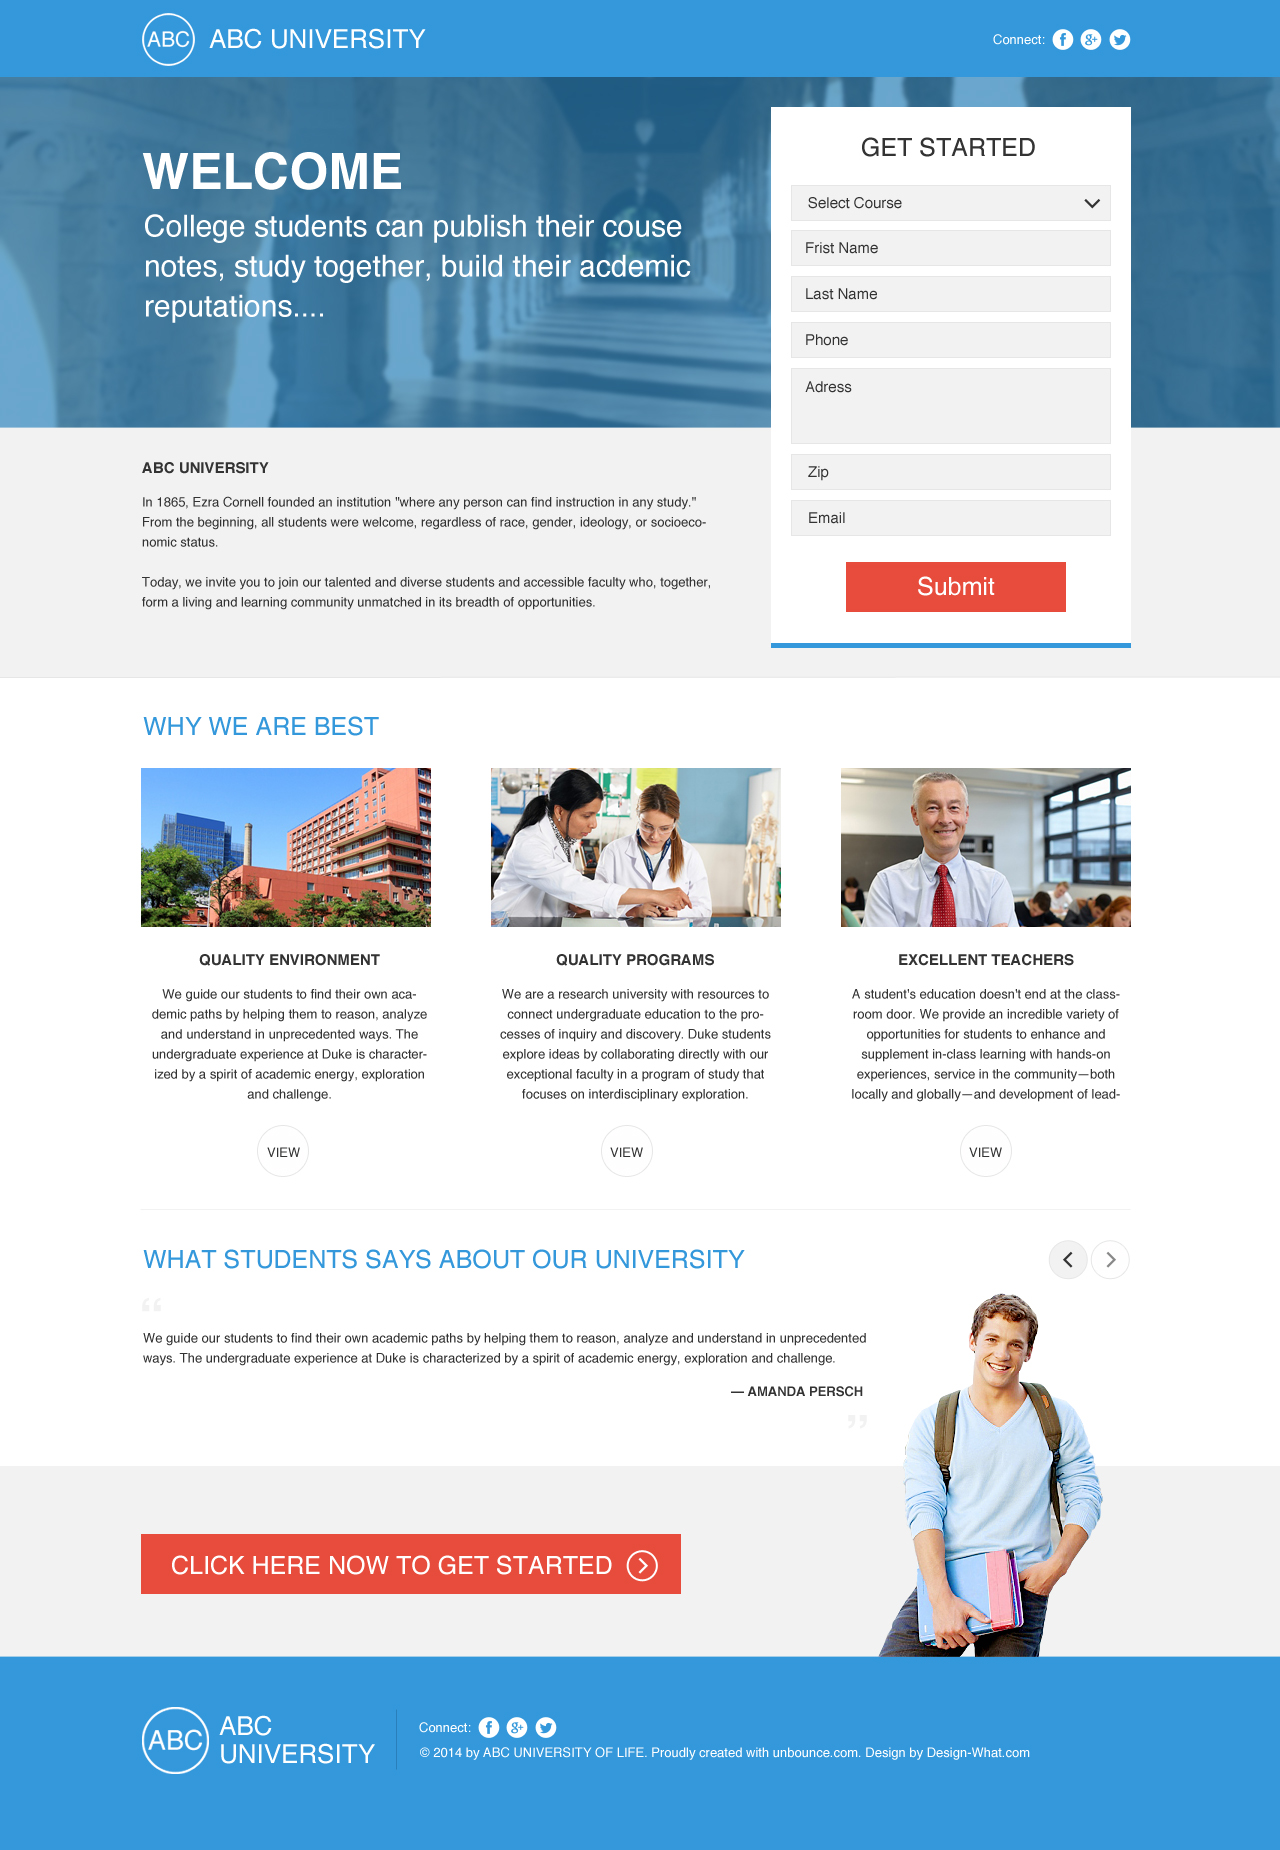 ABC
ABC UNIVERSITY
Connect:
WELCOME
College students can publish their couse
notes, study together, build their acdemic
reputations....
GET STARTED
Select Course
Frist Name
Last Name
Phone
Adress
Zip
Email
Submit
ABC UNIVERSITY
In 1865, Ezra Cornell founded an institution "where any person can find instruction in any study."
From the beginning, all students were welcome, regardless of race, gender, ideology, or socioeco-
nomic status.
Today, we invite you to join our talented and diverse students and accessible faculty who, together,
form a living and learning community unmatched in its breadth of opportunities.
WHY WE ARE BEST
QUALITY ENVIRONMENT
We guide our students to find their own aca-
demic paths by helping them to reason, analyze
and understand in unprecedented ways. The
undergraduate experience at Duke is character-
ized by a spirit of academic energy, exploration
and challenge.
VIEW
QUALITY PROGRAMS
We are a research university with resources to
connect undergraduate education to the pro-
cesses of inquiry and discovery. Duke students
explore ideas by collaborating directly with our
exceptional faculty in a program of study that
focuses on interdisciplinary exploration.
VIEW
EXCELLENT TEACHERS
A student's education doesn't end at the class-
room door. We provide an incredible variety of
opportunities for students to enhance and
supplement in-class learning with hands-on
experiences, service in the community—both
locally and globally—and development of lead-
VIEW
WHAT STUDENTS SAYS ABOUT OUR UNIVERSITY
“
We guide our students to find their own academic paths by helping them to reason, analyze and understand in unprecedented
ways. The undergraduate experience at Duke is characterized by a spirit of academic energy, exploration and challenge.
— AMANDA PERSCH
”
CLICK HERE NOW TO GET STARTED
ABC
ABC
UNIVERSITY
Connect:
© 2014 by ABC UNIVERSITY OF LIFE. Proudly created with unbounce.com. Design by Design-What.com